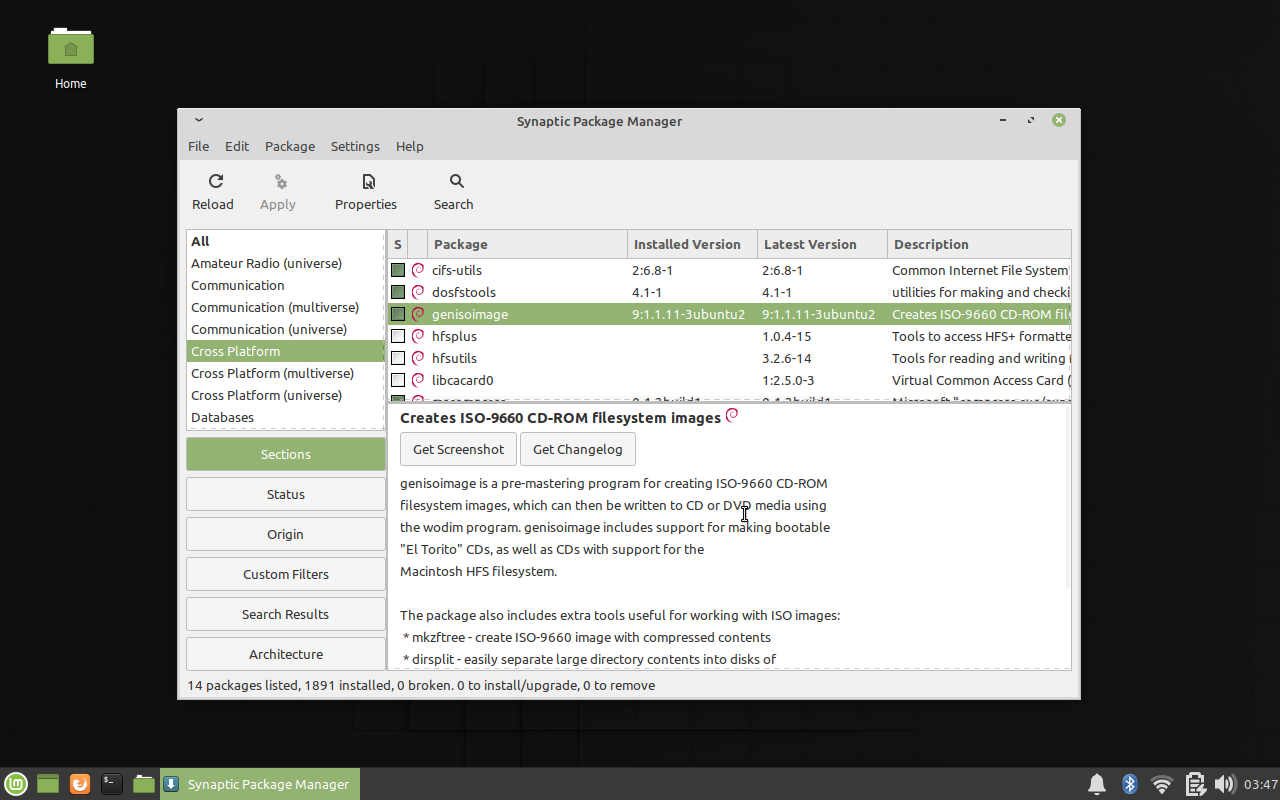 Home
Synaptic Package Manager
File Edit Package Settings Help
Reload Apply Properties Search
All
Amateur Radio (universe)
Communication
Communication (multiverse)
Communication (universe)
Cross Platform
Cross Platform (multiverse)
Cross Platform (universe)
Databases
Sections
Status
Origin
Custom Filters
Search Results
Architecture
S Package Installed Version Latest Version Description
cifs-utils 2:6.8-1 2:6.8-1 Common Internet File System
dosfstools 4.1-1 4.1-1 utilities for making and checki
genisoimage 9:1.1.11-3ubuntu2 9:1.1.11-3ubuntu2 Creates ISO-9660 CD-ROM file
hfsplus 1.0.4-15 Tools to access HFS+ formatte
hfsutils 3.2.6-14 Tools for reading and writing
libcacard0 1:2.5.0-3 Virtual Common Access Card (
Creates ISO-9660 CD-ROM filesystem images
Get Screenshot Get Changelog
genisoimage is a pre-mastering program for creating ISO-9660 CD-ROM
filesystem images, which can then be written to CD or DVD media using
the wodim program. genisoimage includes support for making bootable
"El Torito" CDs, as well as CDs with support for the
Macintosh HFS filesystem.
The package also includes extra tools useful for working with ISO images:
* mkzftree - create ISO-9660 image with compressed contents
* dirsplit - easily separate large directory contents into disks of
14 packages listed, 1891 installed, 0 broken. 0 to install/upgrade, 0 to remove
Synaptic Package Manager
03:47